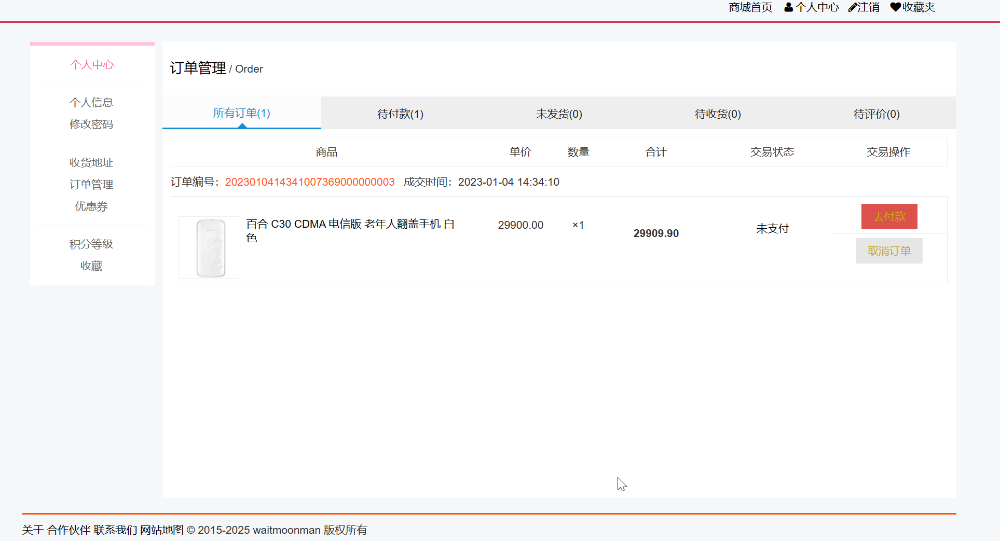 商城首页 个人中心 注销 收藏夹
个人中心
个人信息
修改密码
收货地址
订单管理
优惠券
积分等级
收藏
订单管理 / Order
所有订单(1) 待付款(1) 未发货(0) 待收货(0) 待评价(0)
商品 单价 数量 合计 交易状态 交易操作
订单编号：2023010414341007369000000003 成交时间：2023-01-04 14:34:10
百合 C30 CDMA 电信版 老年人翻盖手机 白
色
29900.00 ×1 29909.90 未支付
去付款
取消订单
关于 合作伙伴 联系我们 网站地图 © 2015-2025 waitmoonman 版权所有